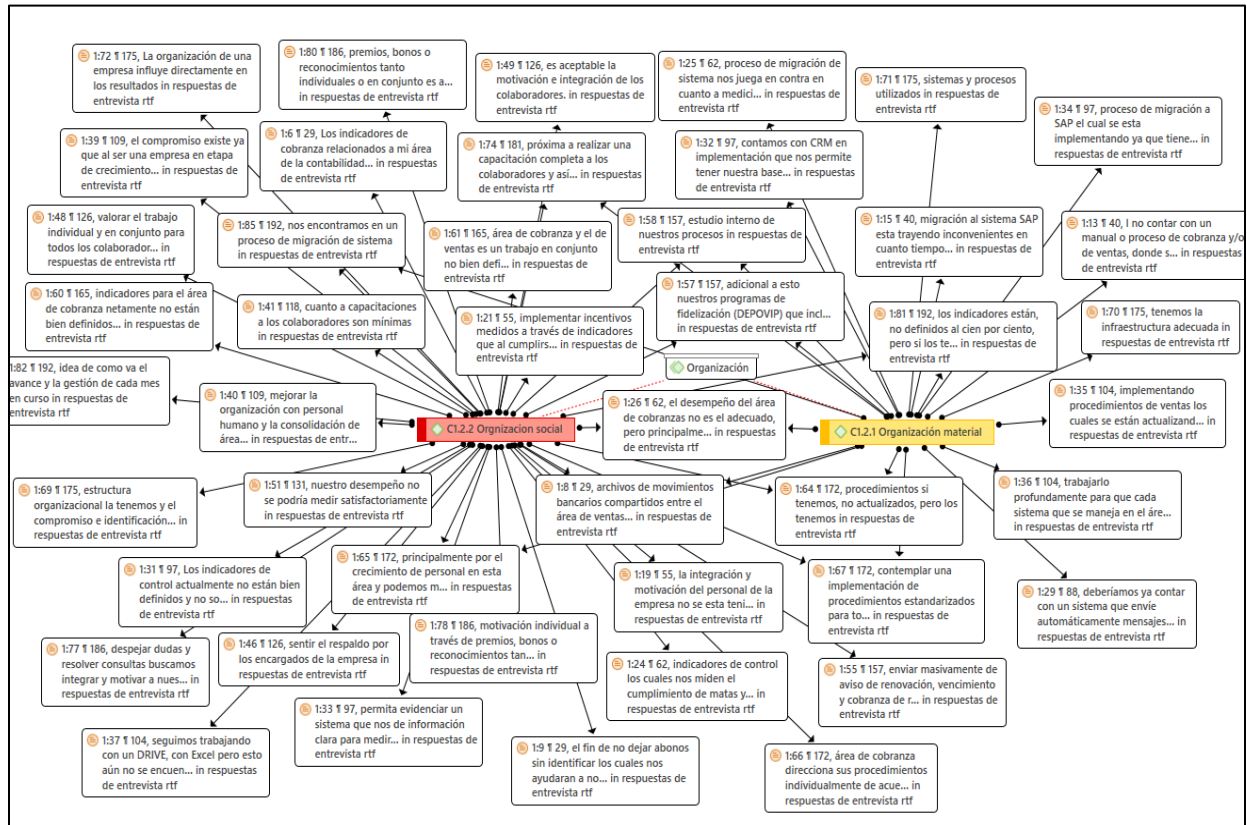 1:72 ¶ 175, La organización de una
empresa influye directamente en
los resultados in respuestas de
entrevista rtf
1:80 ¶ 186, premios, bonos o
reconocimientos tanto
individuales o en conjunto es a...
in respuestas de entrevista rtf
1:49 ¶ 126, es aceptable la
motivación e integración de los
colaboradores. in respuestas de
entrevista rtf
1:25 ¶ 62, proceso de migración de
sistema nos juega en contra en
cuanto a medici... in respuestas de
entrevista rtf
1:71 ¶ 175, sistemas y procesos
utilizados in respuestas de
entrevista rtf
1:34 ¶ 97, proceso de migración a
SAP el cual se esta
implementando ya que tiene...
in respuestas de entrevista rtf
1:39 ¶ 109, el compromiso existe ya
que al ser una empresa en etapa
de crecimiento... in respuestas de
entrevista rtf
1:6 ¶ 29, Los indicadores de
cobranza relacionados a mi área
de la contabilidad... in respuestas
de entrevista rtf
1:74 ¶ 181, próxima a realizar una
capacitación completa a los
colaboradores y así... in respuestas
de entrevista rtf
1:32 ¶ 97, contamos con CRM en
implementación que nos permite
tener nuestra base... in respuestas
de entrevista rtf
1:48 ¶ 126, valorar el trabajo
individual y en conjunto para
todos los colaborador... in
respuestas de entrevista rtf
1:85 ¶ 192, nos encontramos en un
proceso de migración de sistema
in respuestas de entrevista rtf
1:61 ¶ 165, área de cobranza y el de
ventas es un trabajo en conjunto
no bien defi... in respuestas de
entrevista rtf
1:58 ¶ 157, estudio interno de
nuestros procesos in respuestas de
entrevista rtf
1:15 ¶ 40, migración al sistema SAP
esta trayendo inconvenientes en
cuanto tiempo... in respuestas de
entrevista rtf
1:13 ¶ 40, l no contar con un
manual o proceso de cobranza y/o
de ventas, donde s... in respuestas
de entrevista rtf
1:60 ¶ 165, indicadores para el área
de cobranza netamente no están
bien definidos... in respuestas de
entrevista rtf
1:41 ¶ 118, cuanto a capacitaciones
a los colaboradores son mínimas
in respuestas de entrevista rtf
1:21 ¶ 55, implementar incentivos
medidos a través de indicadores
que al cumplirs... in respuestas de
entrevista rtf
1:57 ¶ 157, adicional a esto
nuestros programas de
fidelización (DEPOVIP) que incl...
in respuestas de entrevista rtf
1:81 ¶ 192, los indicadores están,
no definidos al cien por ciento,
pero si los te... in respuestas de
entrevista rtf
1:70 ¶ 175, tenemos la
infraestructura adecuada in
respuestas de entrevista rtf
Organización
1:82 ¶ 192, idea de como va el
avance y la gestión de cada mes
en curso in respuestas de
entrevista rtf
1:40 ¶ 109, mejorar la
organización con personal
humano y la consolidación de
área... in respuestas de entr...
C1.2.2 Orgnizacion social
1:26 ¶ 62, el desempeño del área
de cobranzas no es el adecuado,
pero principalme... in respuestas
de entrevista rtf
C1.2.1 Organización material
1:35 ¶ 104, implementando
procedimientos de ventas los
cuales se están actualizand... in
respuestas de entrevista rtf
1:69 ¶ 175, estructura
organizacional la tenemos y el
compromiso e identificación... in
respuestas de entrevista rtf
1:51 ¶ 131, nuestro desempeño no
se podría medir satisfactoriamente
in respuestas de entrevista rtf
1:8 ¶ 29, archivos de movimientos
bancarios compartidos entre el
área de ventas... in respuestas de
entrevista rtf
1:64 ¶ 172, procedimientos si
tenemos, no actualizados, pero los
tenemos in respuestas de
entrevista rtf
1:36 ¶ 104, trabajarlo
profundamente para que cada
sistema que se maneja en el áre...
in respuestas de entrevista rtf
1:31 ¶ 97, Los indicadores de
control actualmente no están bien
definidos y no so... in respuestas
de entrevista rtf
1:65 ¶ 172, principalmente por el
crecimiento de personal en esta
área y podemos m... in respuestas
de entrevista rtf
1:19 ¶ 55, la integración y
motivación del personal de la
empresa no se esta teni... in
respuestas de entrevista rtf
1:67 ¶ 172, contemplar una
implementación de
procedimientos estandarizados
para to... in respuestas de
entrevista rtf
1:29 ¶ 88, deberíamos ya contar
con un sistema que envíe
automáticamente mensajes... in
respuestas de entrevista rtf
1:77 ¶ 186, despejar dudas y
resolver consultas buscamos
integrar y motivar a nues... in
respuestas de entrevista rtf
1:46 ¶ 126, sentir el respaldo por
los encargados de la empresa in
respuestas de entrevista rtf
1:78 ¶ 186, motivación individual
a través de premios, bonos o
reconocimientos tan... in
respuestas de entrevista rtf
1:24 ¶ 62, indicadores de control
los cuales nos miden el
cumplimiento de matas y... in
respuestas de entrevista rtf
1:55 ¶ 157, enviar masivamente de
aviso de renovación, vencimiento
y cobranza de r... in respuestas de
entrevista rtf
1:33 ¶ 97, permita evidenciar un
sistema que nos de información
clara para medir... in respuestas
de entrevista rtf
1:37 ¶ 104, seguimos trabajando
con un DRIVE, con Excel pero esto
aún no se encuen... in respuestas
de entrevista rtf
1:9 ¶ 29, el fin de no dejar abonos
sin identificar los cuales nos
ayudaran a no... in respuestas de
entrevista rtf
1:66 ¶ 172, área de cobranza
direcciona sus procedimientos
individualmente de acue... in
respuestas de entrevista rtf